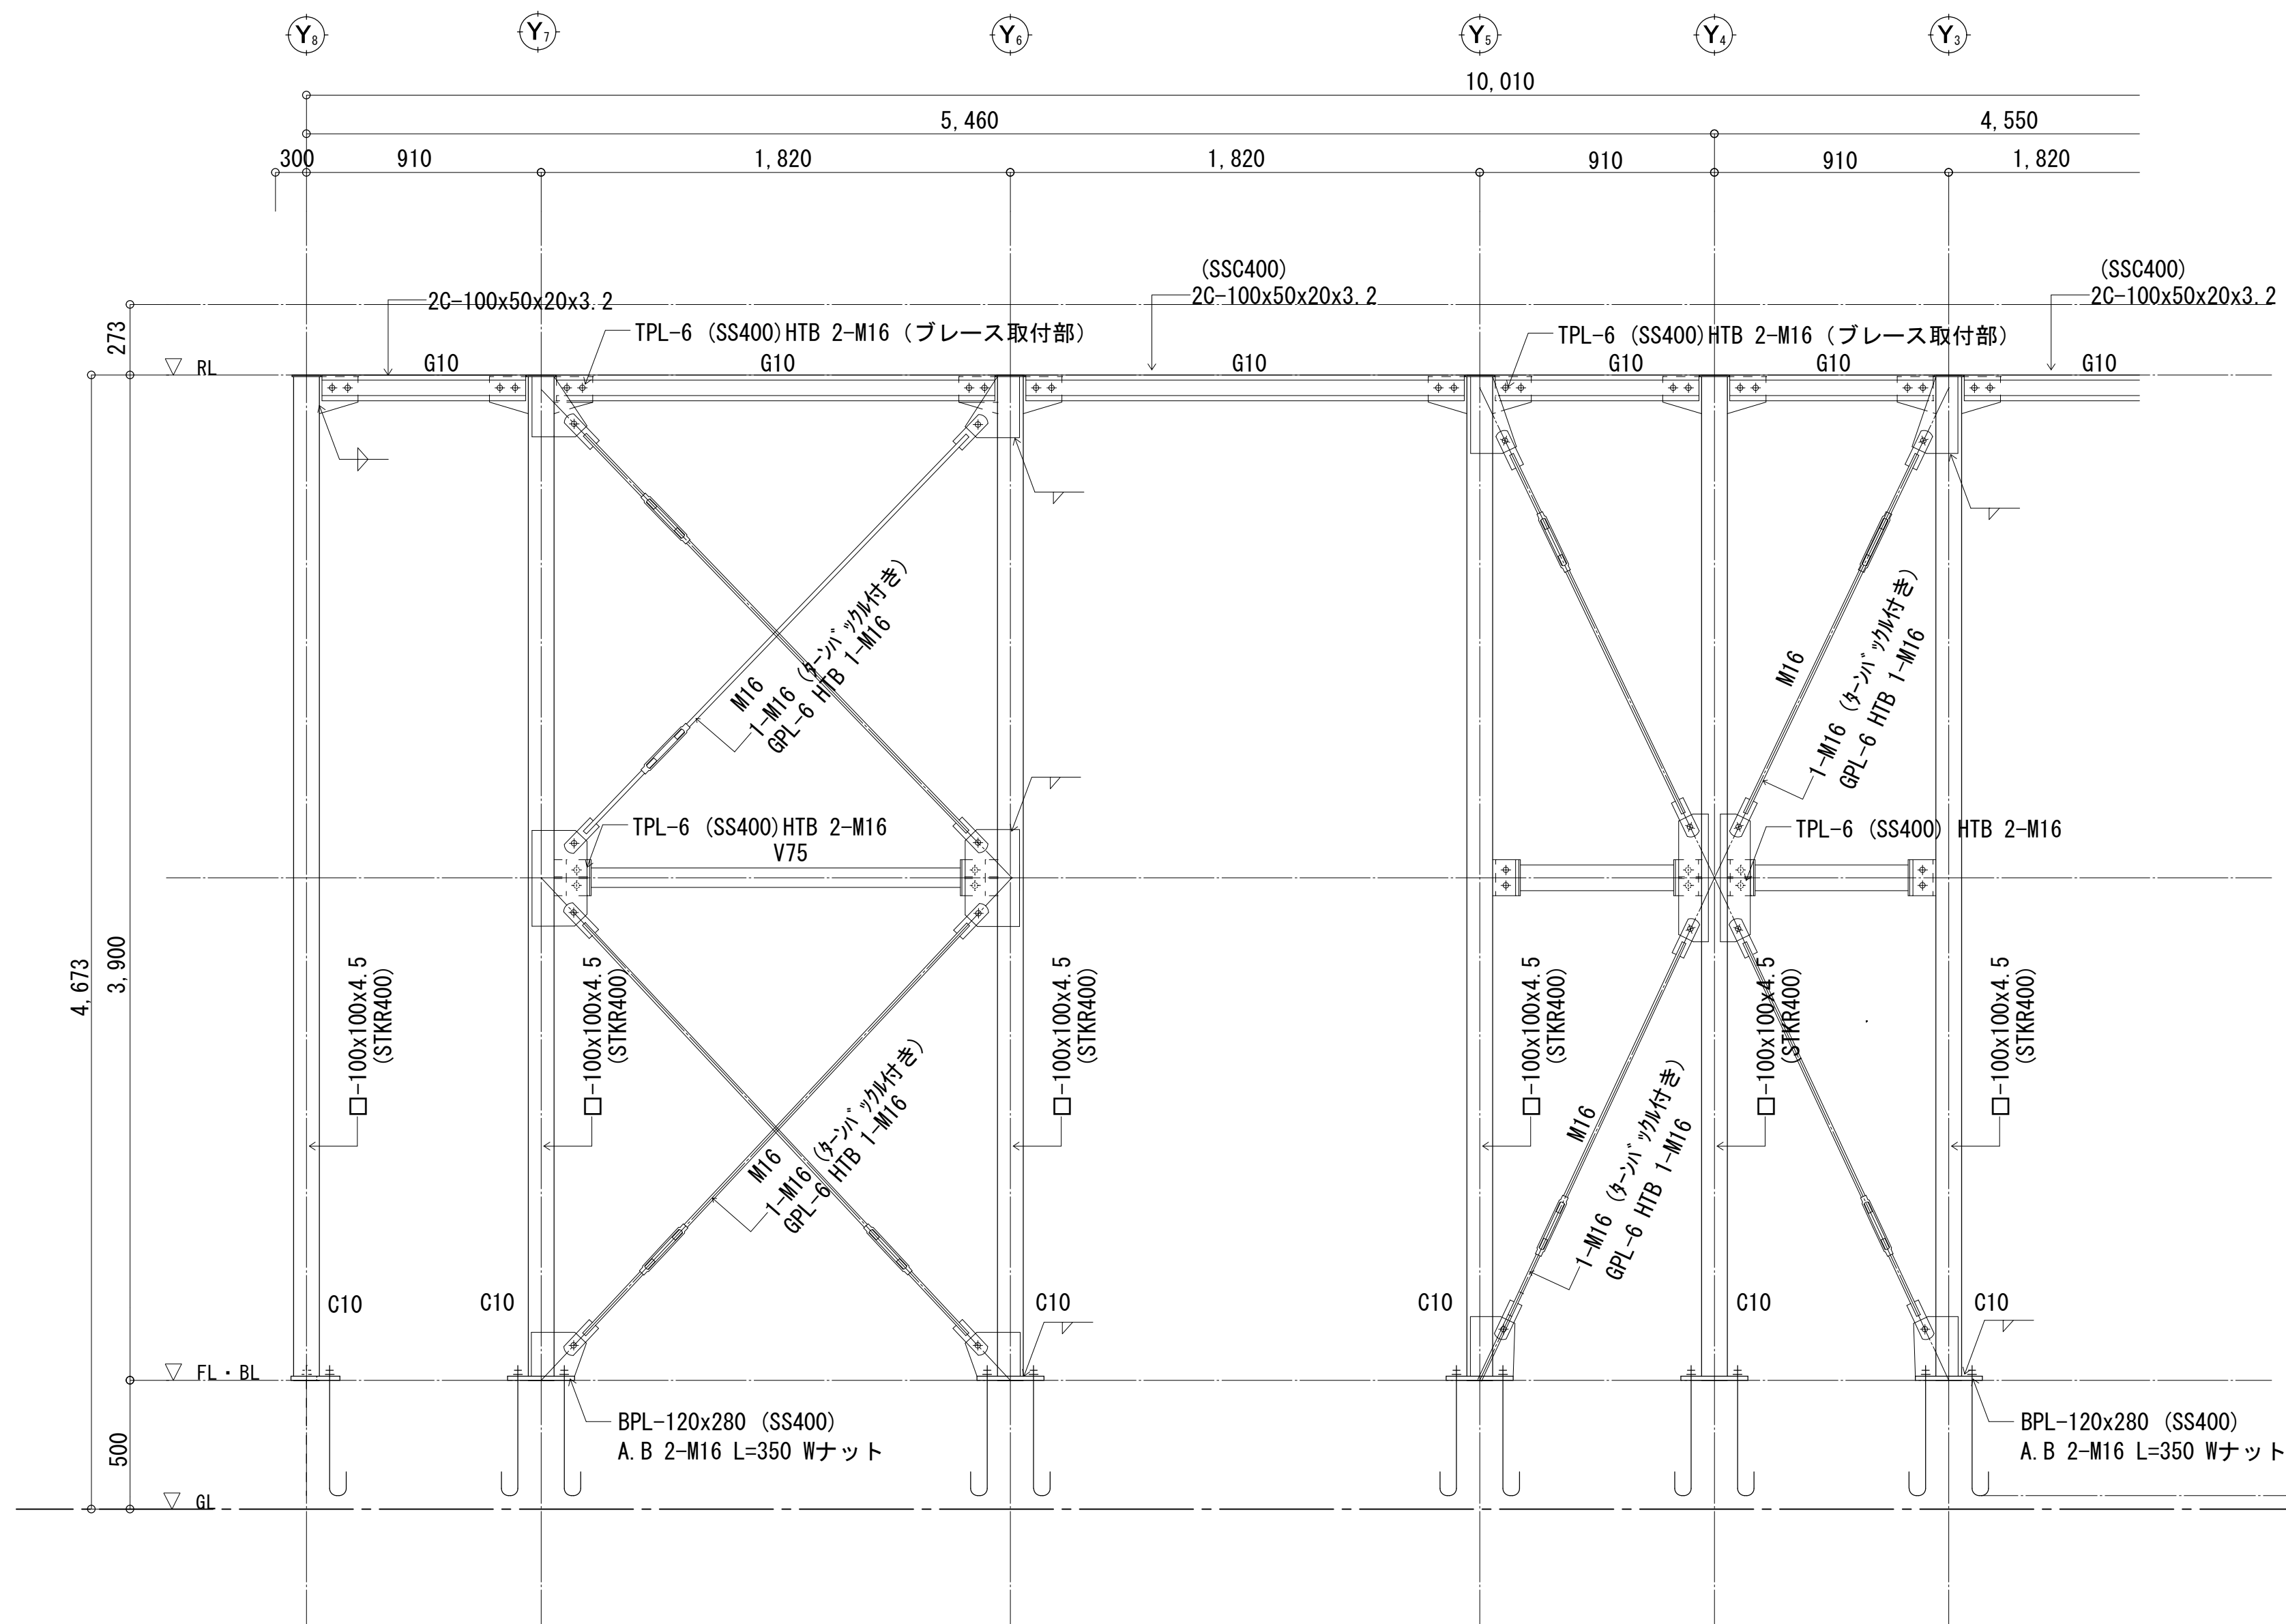 Y8
Y7
Y6
Y5
Y4
Y3
10,010
5,460
4,550
300
910
1,820
1,820
910
910
1,820
(SSC400)
2C-100x50x20x3.2
(SSC400)
2C-100x50x20x3.2
2C-100x50x20x3.2
TPL-6 (SS400)HTB 2-M16 (ブレース取付部)
TPL-6 (SS400)HTB 2-M16 (ブレース取付部)
273
RL
G10
G10
G10
G10
G10
G10
M16
1-M16 (ターンバックル付き)
GPL-6 HTB 1-M16
M16
1-M16 (ターンバックル付き)
GPL-6 HTB 1-M16
TPL-6 (SS400)HTB 2-M16
V75
TPL-6 (SS400) HTB 2-M16
4,673
3,900
□-100x100x4.5
(STKR400)
□-100x100x4.5
(STKR400)
□-100x100x4.5
(STKR400)
□-100x100x4.5
(STKR400)
□-100x100x4.5
(STKR400)
□-100x100x4.5
(STKR400)
M16
1-M16 (ターンバックル付き)
GPL-6 HTB 1-M16
M16
1-M16 (ターンバックル付き)
GPL-6 HTB 1-M16
C10
C10
C10
C10
C10
C10
FL・BL
BPL-120x280 (SS400)
A.B 2-M16 L=350 Wナット
BPL-120x280 (SS400)
A.B 2-M16 L=350 Wナット
500
GL